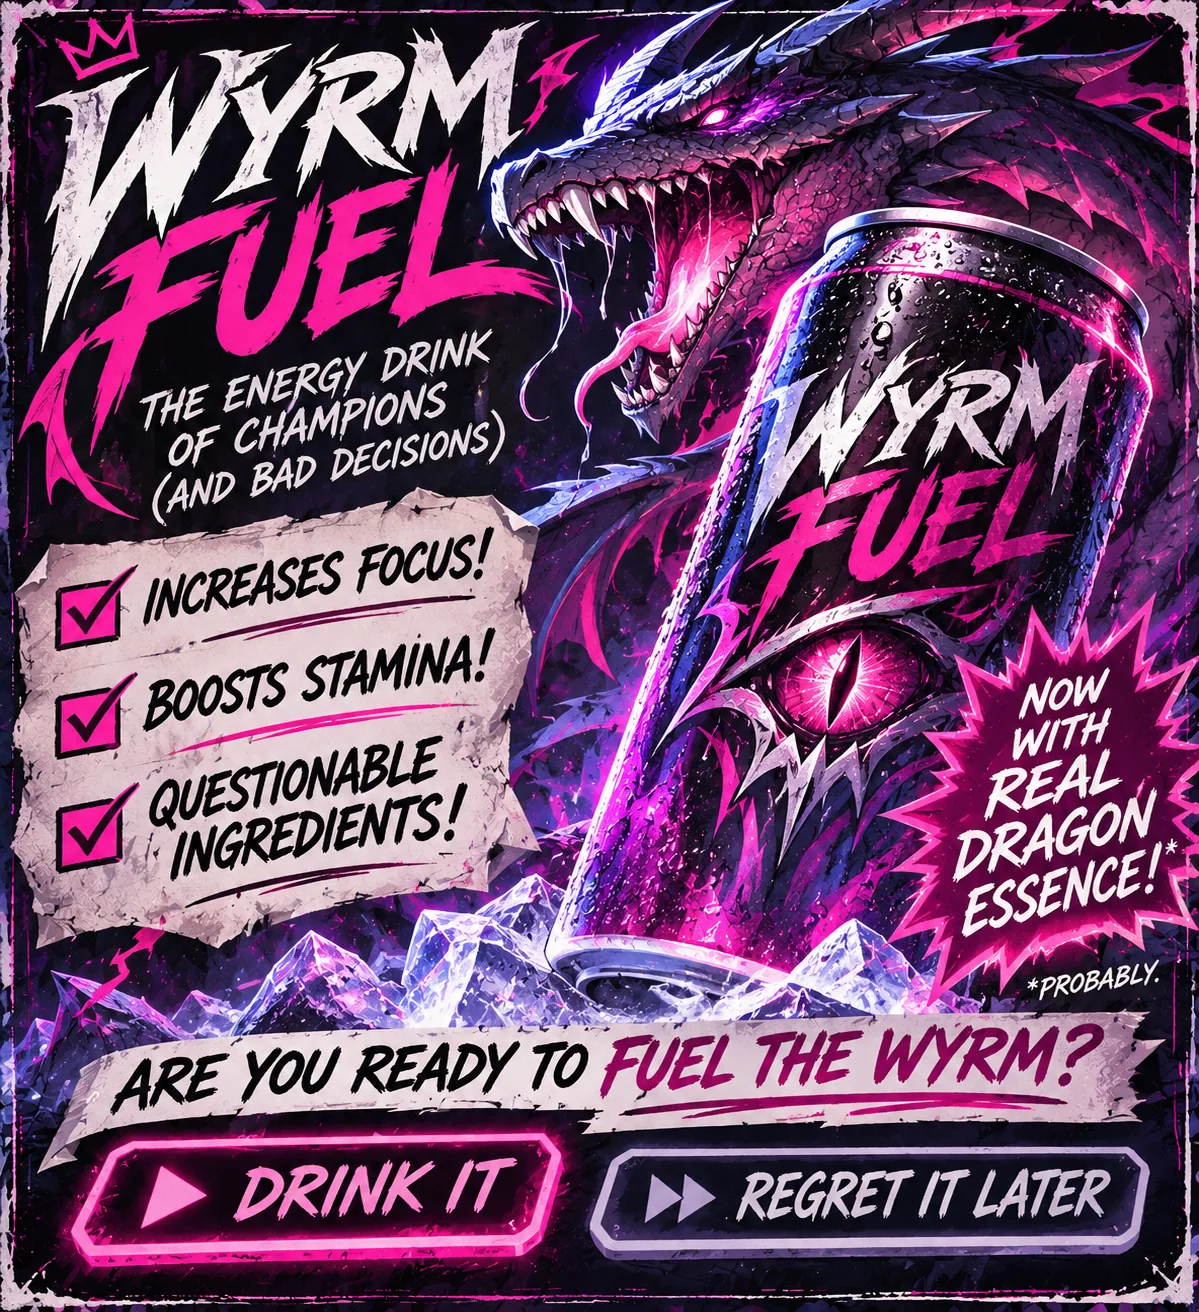 WYRM
FUEL
THE ENERGY DRINK
OF CHAMPIONS
(AND BAD DECISIONS)
INCREASES FOCUS!
BOOSTS STAMINA!
QUESTIONABLE
INGREDIENTS!
WYRM
FUEL
NOW
WITH
REAL
DRAGON
ESSENCE!*
*PROBABLY.
ARE YOU READY TO FUEL THE WYRM?
DRINK IT
REGRET IT LATER